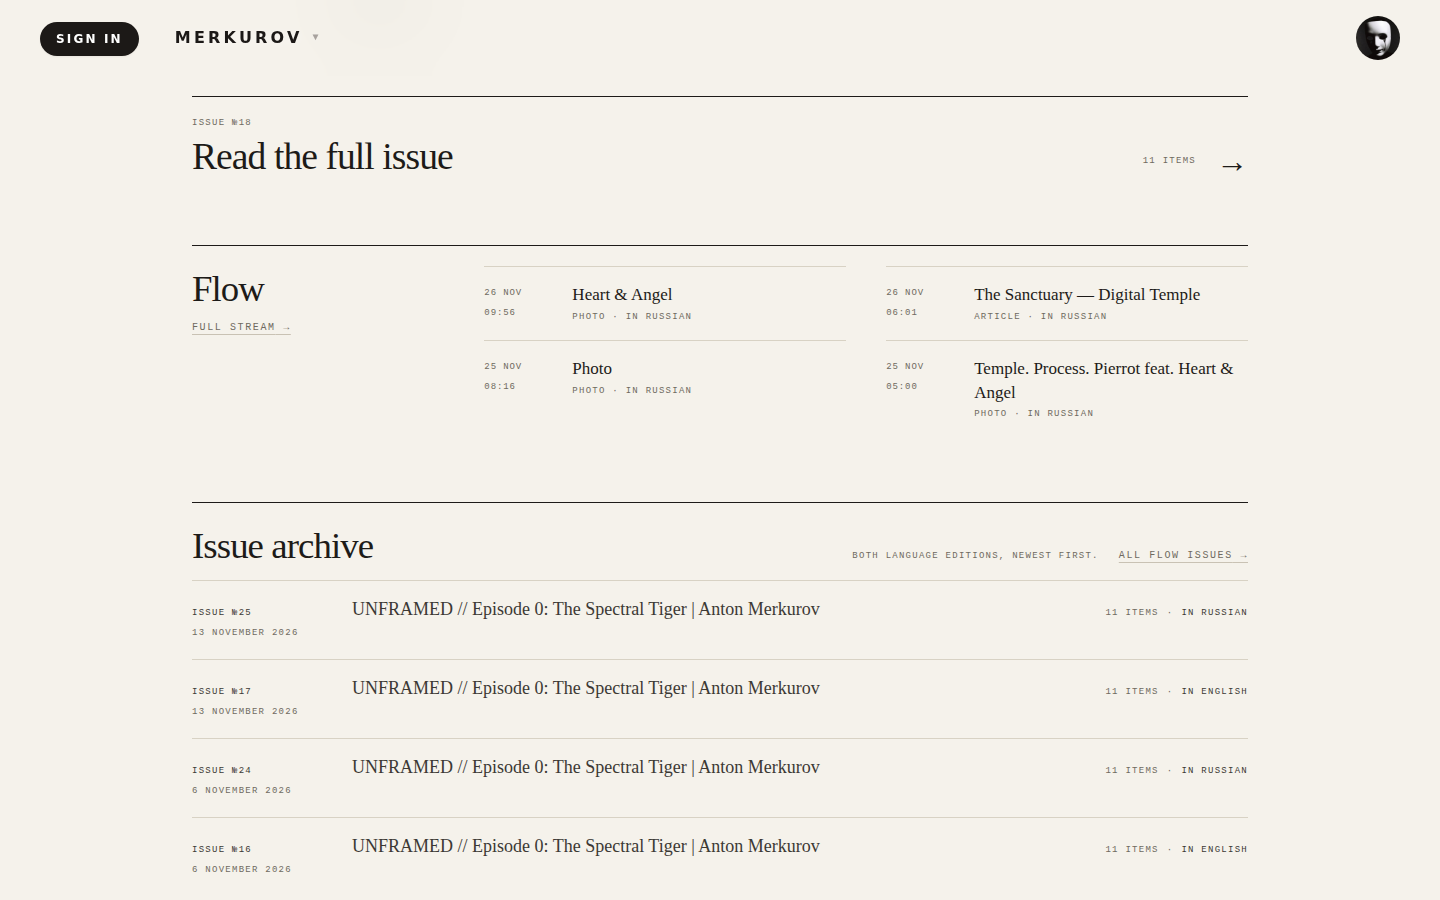 SIGN IN
MERKUROV ▼
ISSUE №18
Read the full issue
11 ITEMS →
Flow
FULL STREAM →
26 NOV
09:56
Heart & Angel
PHOTO · IN RUSSIAN
26 NOV
06:01
The Sanctuary — Digital Temple
ARTICLE · IN RUSSIAN
25 NOV
08:16
Photo
PHOTO · IN RUSSIAN
25 NOV
05:00
Temple. Process. Pierrot feat. Heart &
Angel
PHOTO · IN RUSSIAN
Issue archive
BOTH LANGUAGE EDITIONS, NEWEST FIRST.
ALL FLOW ISSUES →
ISSUE №25
13 NOVEMBER 2026
UNFRAMED // Episode 0: The Spectral Tiger | Anton Merkurov
11 ITEMS · IN RUSSIAN
ISSUE №17
13 NOVEMBER 2026
UNFRAMED // Episode 0: The Spectral Tiger | Anton Merkurov
11 ITEMS · IN ENGLISH
ISSUE №24
6 NOVEMBER 2026
UNFRAMED // Episode 0: The Spectral Tiger | Anton Merkurov
11 ITEMS · IN RUSSIAN
ISSUE №16
6 NOVEMBER 2026
UNFRAMED // Episode 0: The Spectral Tiger | Anton Merkurov
11 ITEMS · IN ENGLISH